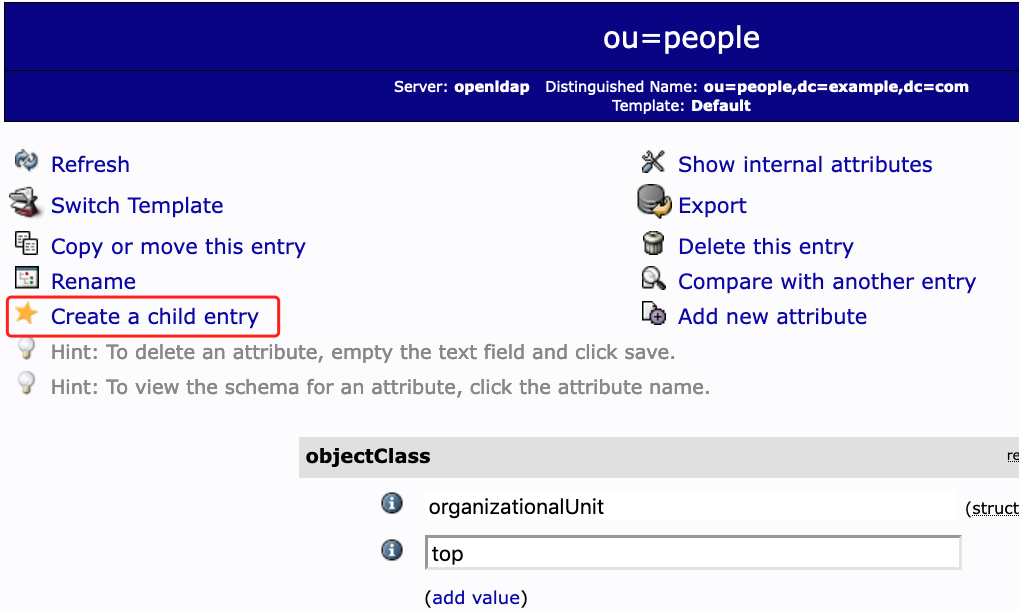 ou=people
Server: openldap Distinguished Name: ou=people,dc=example,dc=com
Template: Default
Refresh
Show internal attributes
Switch Template
Export
Copy or move this entry
Delete this entry
Rename
Compare with another entry
Create a child entry
Add new attribute
Hint: To delete an attribute, empty the text field and click save.
Hint: To view the schema for an attribute, click the attribute name.
objectClass
re
organizationalUnit
(struct
top
(add value)